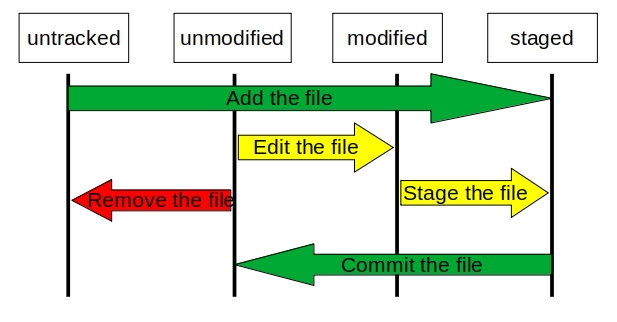 untracked
unmodified
modified
staged
Add the file
Edit the file
Remove the file
Stage the file
Commit the file